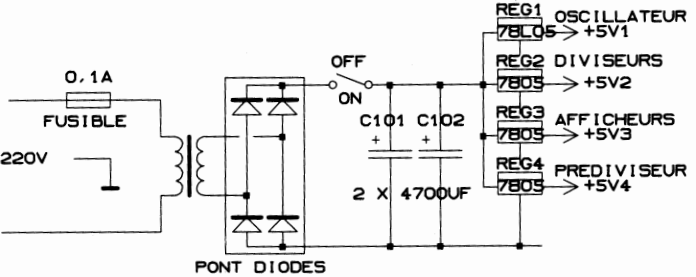 REG1
OSCILLATEUR
78L05
+5V1
REG2
DIVISEURS
7805
+5V2
REG3
AFFICHEURS
7805
+5V3
REG4
PREDIVISEUR
7805
+5V4
OFF
ON
0,1A
FUSIBLE
220V
C101
C102
+
+
2 X 4700UF
PONT DIODES